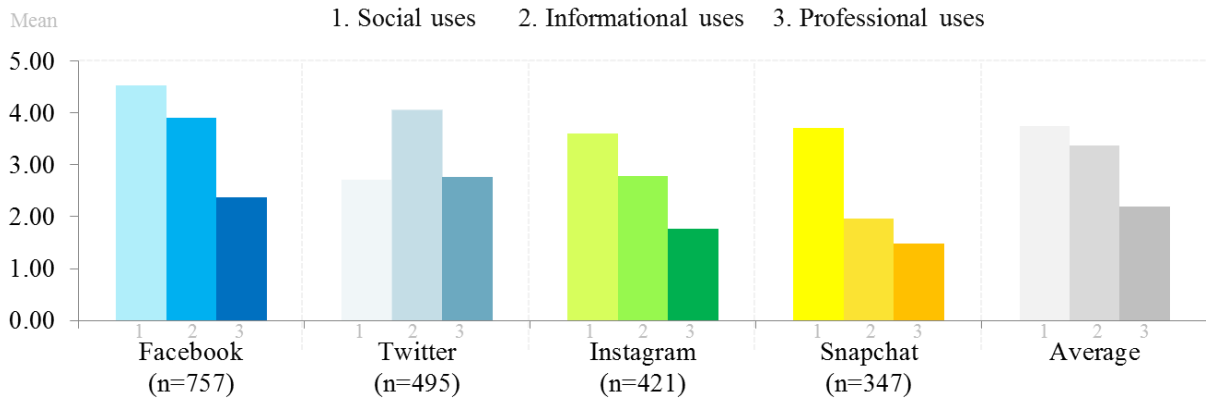 Mean
1. Social uses 2. Informational uses 3. Professional uses
5.00
4.00
3.00
2.00
1.00
0.00
1 2 3 1 2 3 1 2 3 1 2 3 1 2 3
Facebook Twitter Instagram Snapchat Average
(n=757) (n=495) (n=421) (n=347)